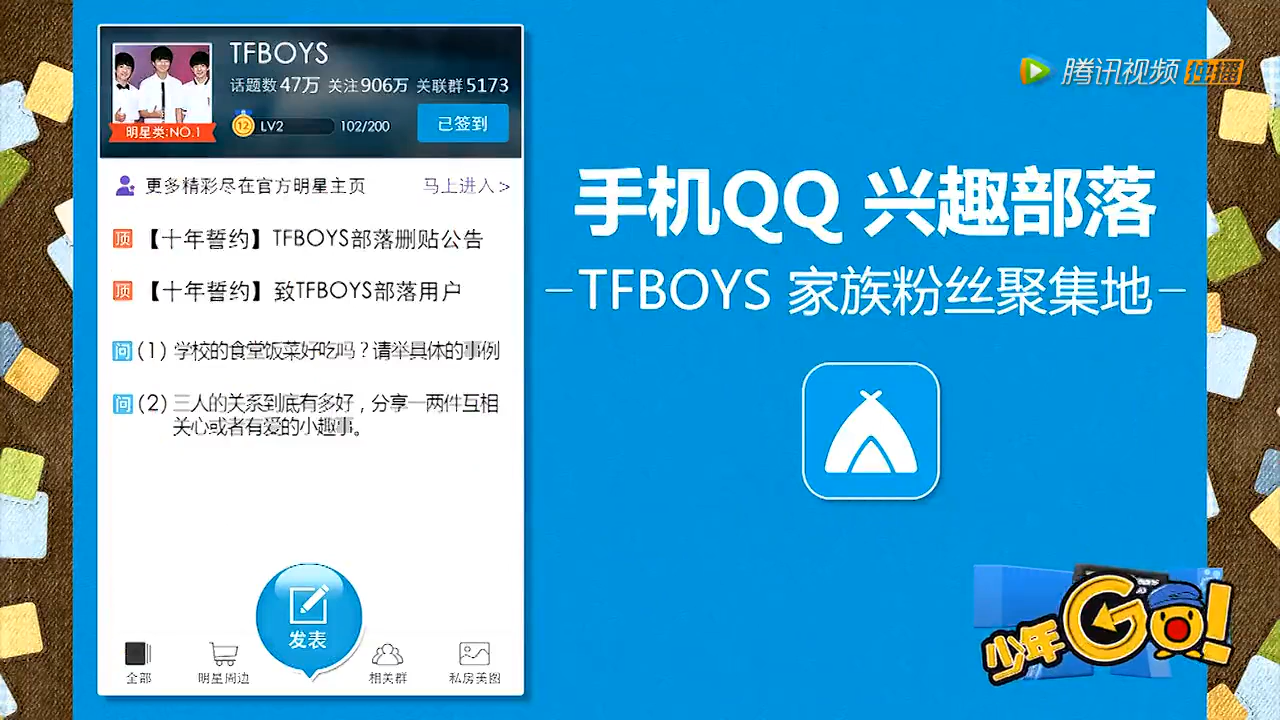 TFBOYS
话题数 47万 关注906万 关联群 5173
明星类:NO.1
12 LV2 102/200
已签到
更多精彩尽在官方明星主页 马上进入 >
顶 【十年誓约】TFBOYS部落删贴公告
顶 【十年誓约】致TFBOYS部落用户
问 (1) 学校的食堂饭菜好吃吗？请举具体的事例
问 (2) 三人的关系到底有多好，分享一两件互相
关心或者有爱的小趣事。
发表
全部 明星周边 相关群 私房美图
腾讯视频 独播
手机QQ 兴趣部落
—TFBOYS 家族粉丝聚集地—
少年GO!